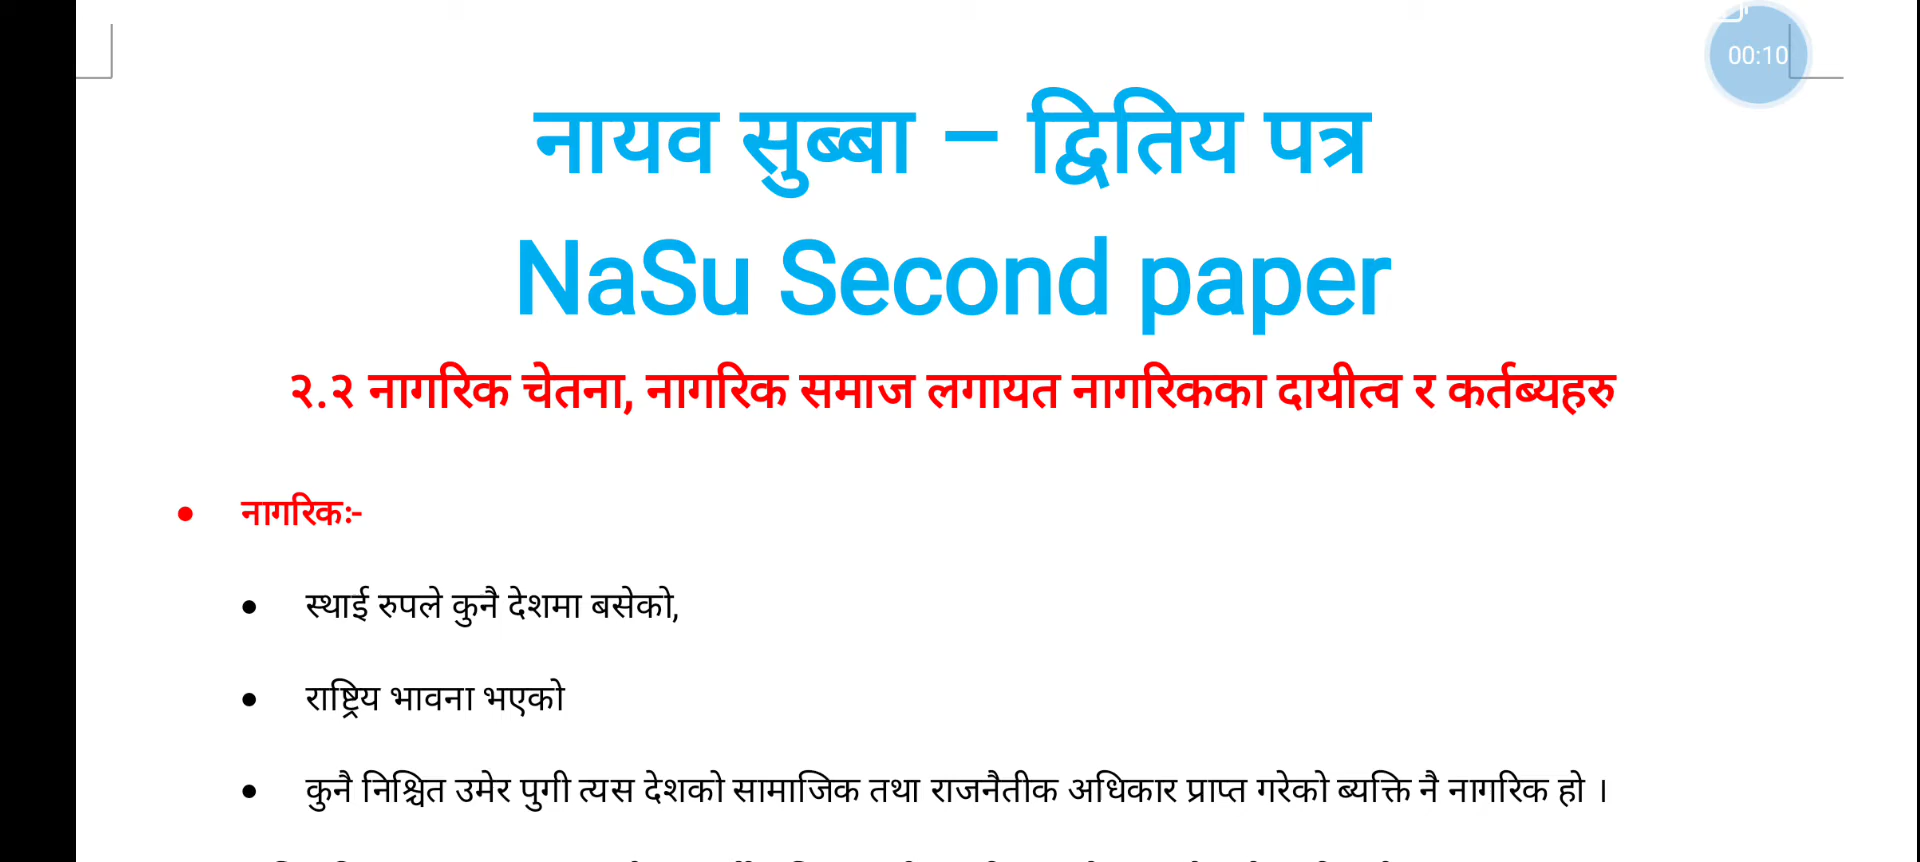 00:10
नायव सुब्बा – द्वितिय पत्र
NaSu Second paper
२.२ नागरिक चेतना, नागरिक समाज लगायत नागरिकका दायीत्व र कर्तब्यहरु
• नागरिकः-
• स्थाई रुपले कुनै देशमा बसेको,
• राष्ट्रिय भावना भएको
• कुनै निश्चित उमेर पुगी त्यस देशको सामाजिक तथा राजनैतीक अधिकार प्राप्त गरेको ब्यक्ति नै नागरिक हो ।